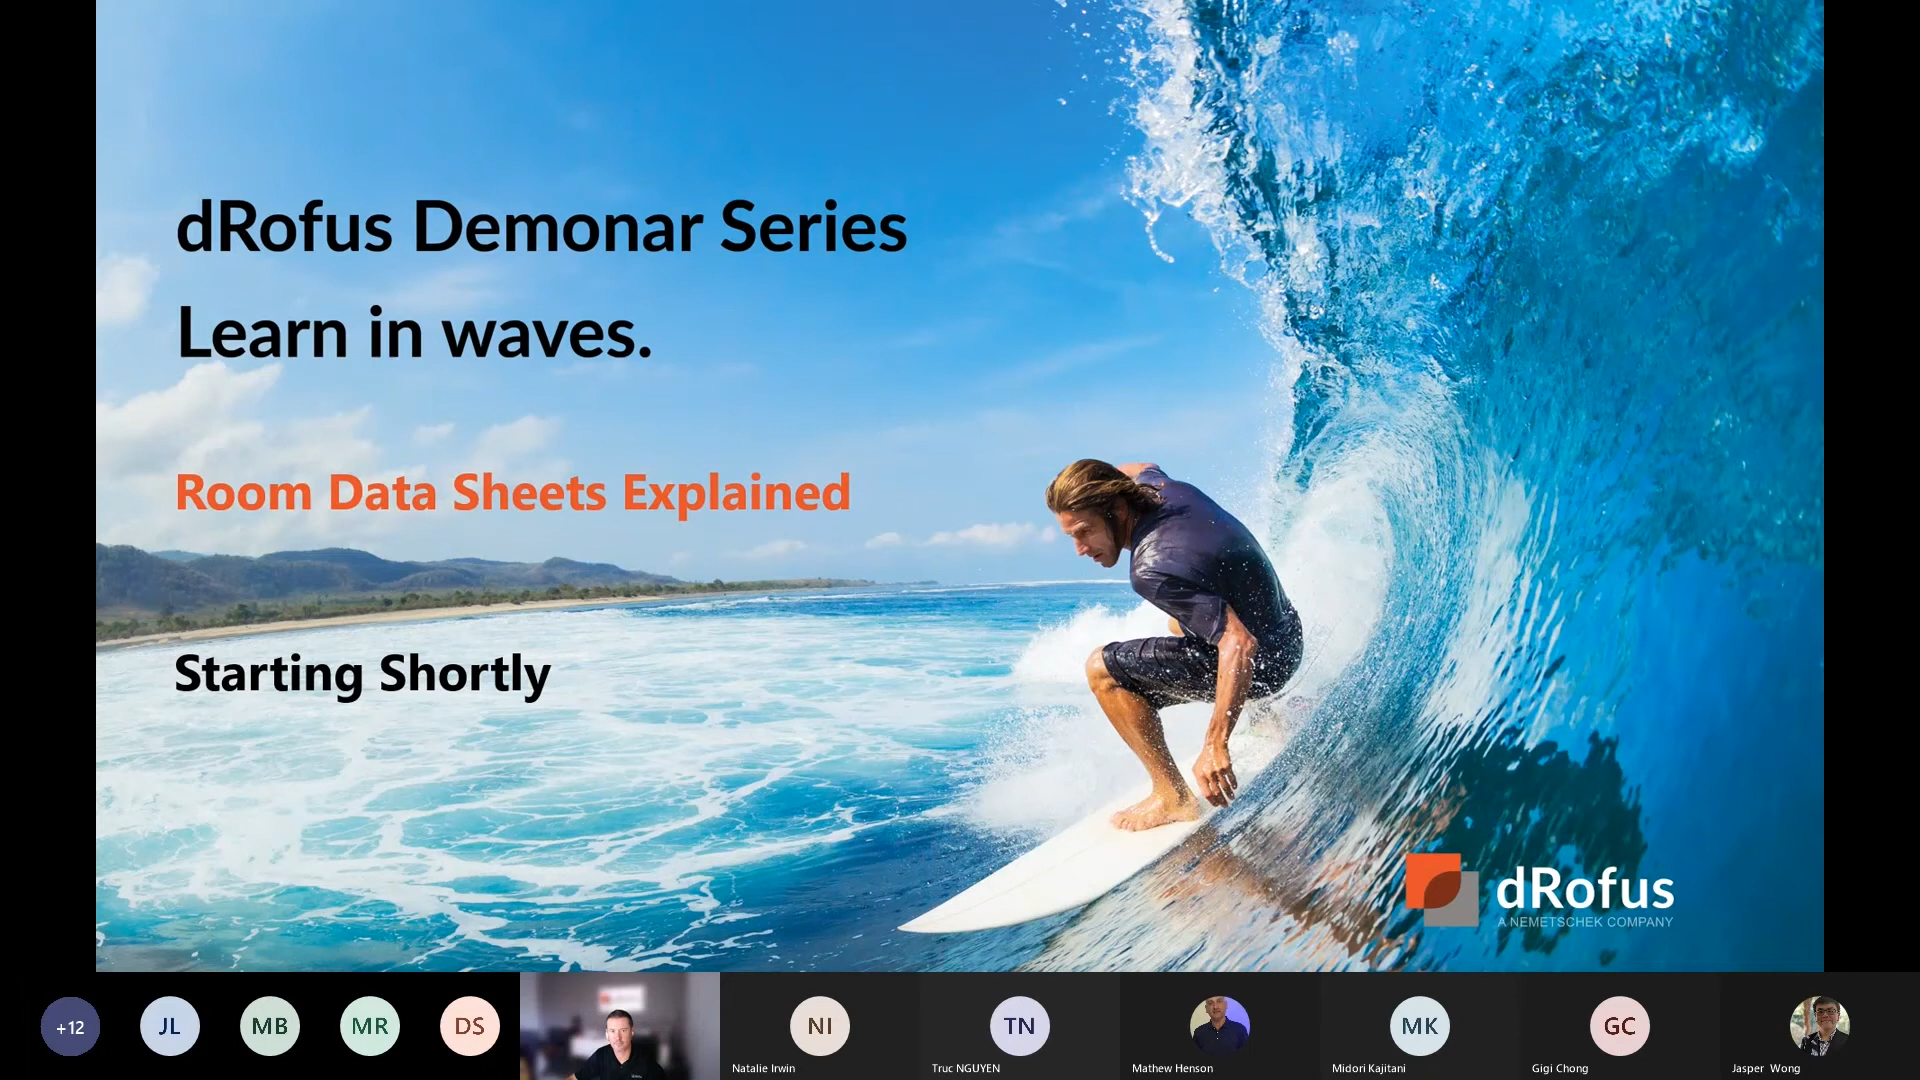 dRofus Demonar Series
Learn in waves.
Room Data Sheets Explained
Starting Shortly
dRofus
A NEMETSCHEK COMPANY
+12
JL
MB
MR
DS
NI
TN
MK
GC
Natalie Irwin
Truc NGUYEN
Mathew Henson
Midori Kajitani
Gigi Chong
Jasper Wong